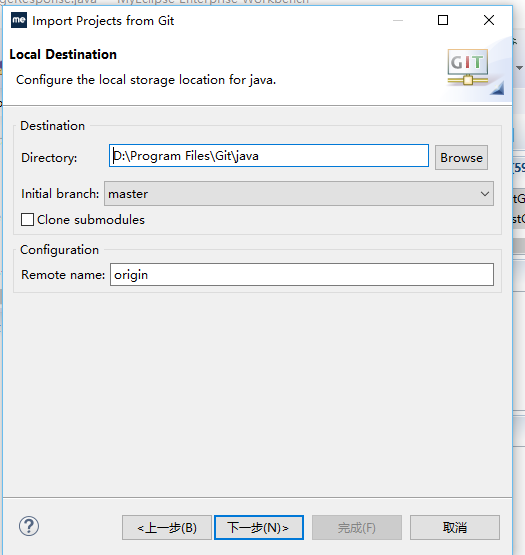 gerResponse.java - MyEclipse Enterprise Workbench
me Import Projects from Git
Local Destination
Configure the local storage location for java.
GIT
Destination
Directory: D:\Program Files\Git\java Browse
Initial branch: master
Clone submodules
Configuration
Remote name: origin
<上一步(B) 下一步(N)> 完成(F) 取消